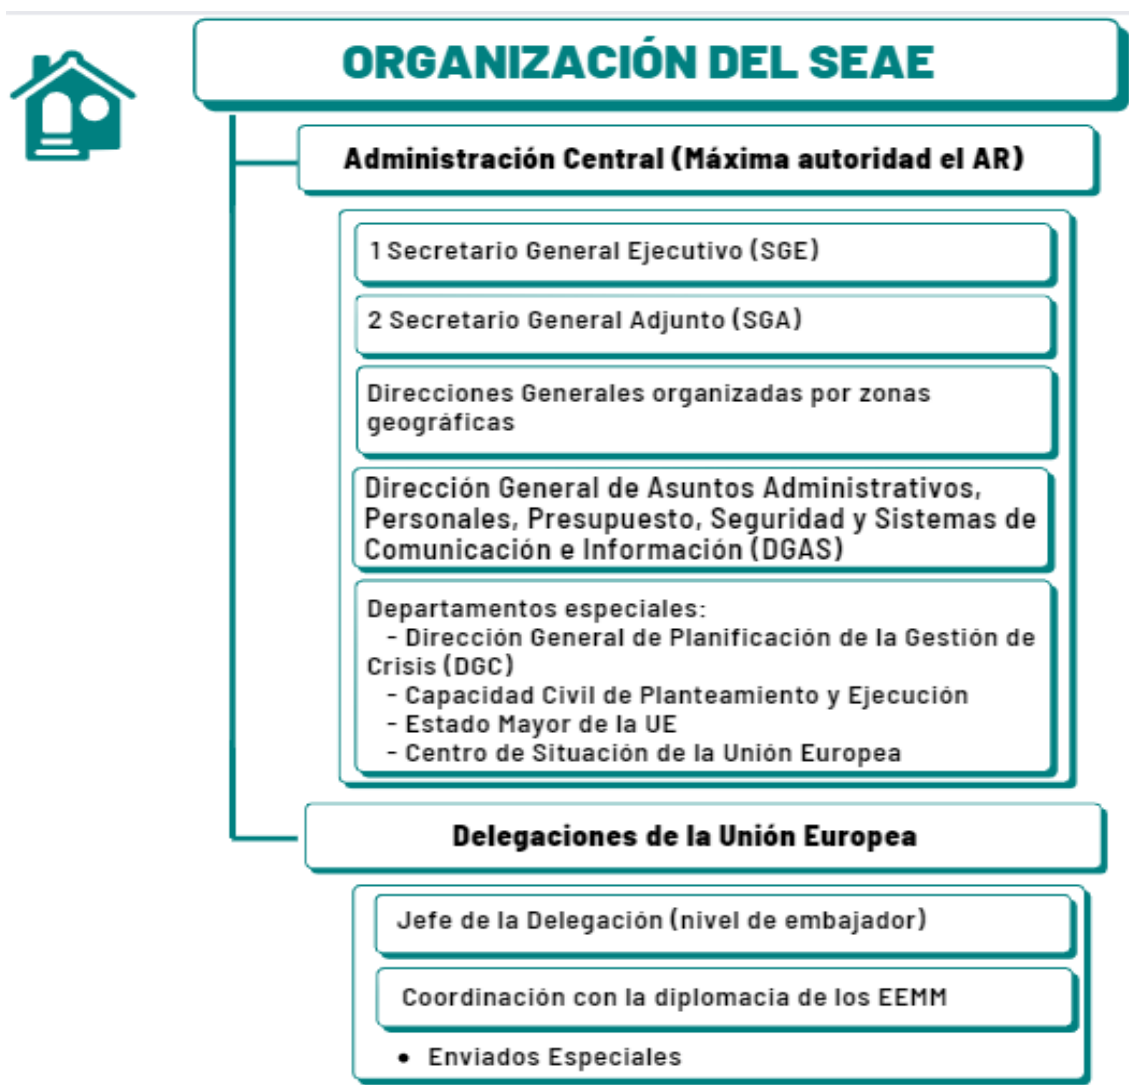 ORGANIZACIÓN DEL SEAE
Administración Central (Máxima autoridad el AR)
1 Secretario General Ejecutivo (SGE)
2 Secretario General Adjunto (SGA)
Direcciones Generales organizadas por zonas
geográficas
Dirección General de Asuntos Administrativos,
Personales, Presupuesto, Seguridad y Sistemas de
Comunicación e Información (DGAS)
Departamentos especiales:
- Dirección General de Planificación de la Gestión de
Crisis (DGC)
- Capacidad Civil de Planteamiento y Ejecución
- Estado Mayor de la UE
- Centro de Situación de la Unión Europea
Delegaciones de la Unión Europea
Jefe de la Delegación (nivel de embajador)
Coordinación con la diplomacia de los EEMM
• Enviados Especiales